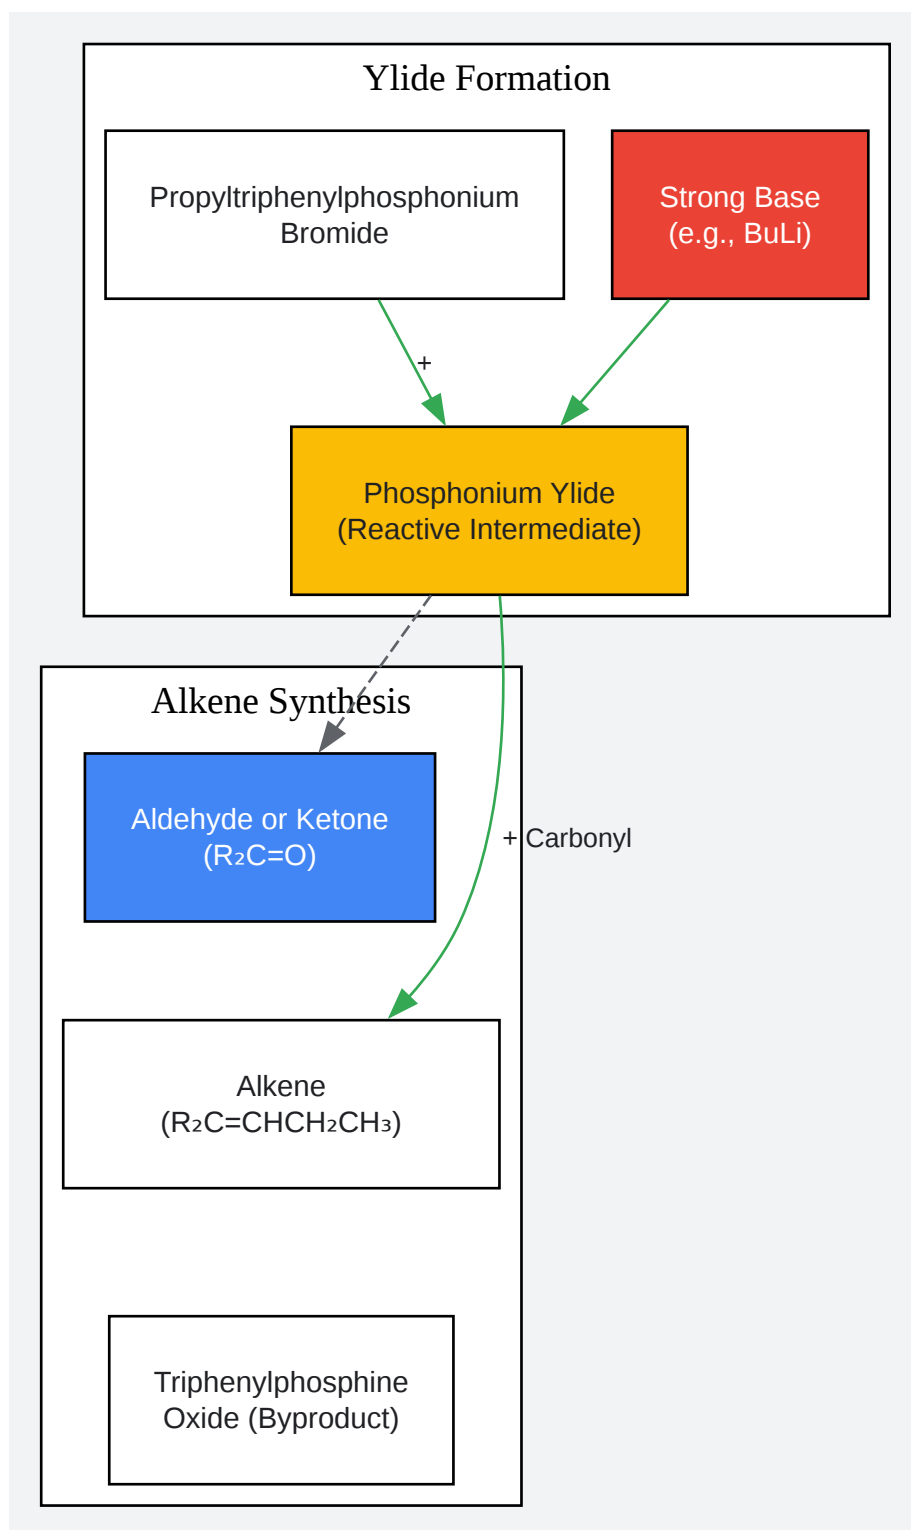 Ylide Formation
Propyltriphenylphosphonium
Bromide
Strong Base
(e.g., BuLi)
+
Phosphonium Ylide
(Reactive Intermediate)
Alkene Synthesis
Aldehyde or Ketone
(R₂C=O)
+ Carbonyl
Alkene
(R₂C=CHCH₂CH₃)
Triphenylphosphine
Oxide (Byproduct)